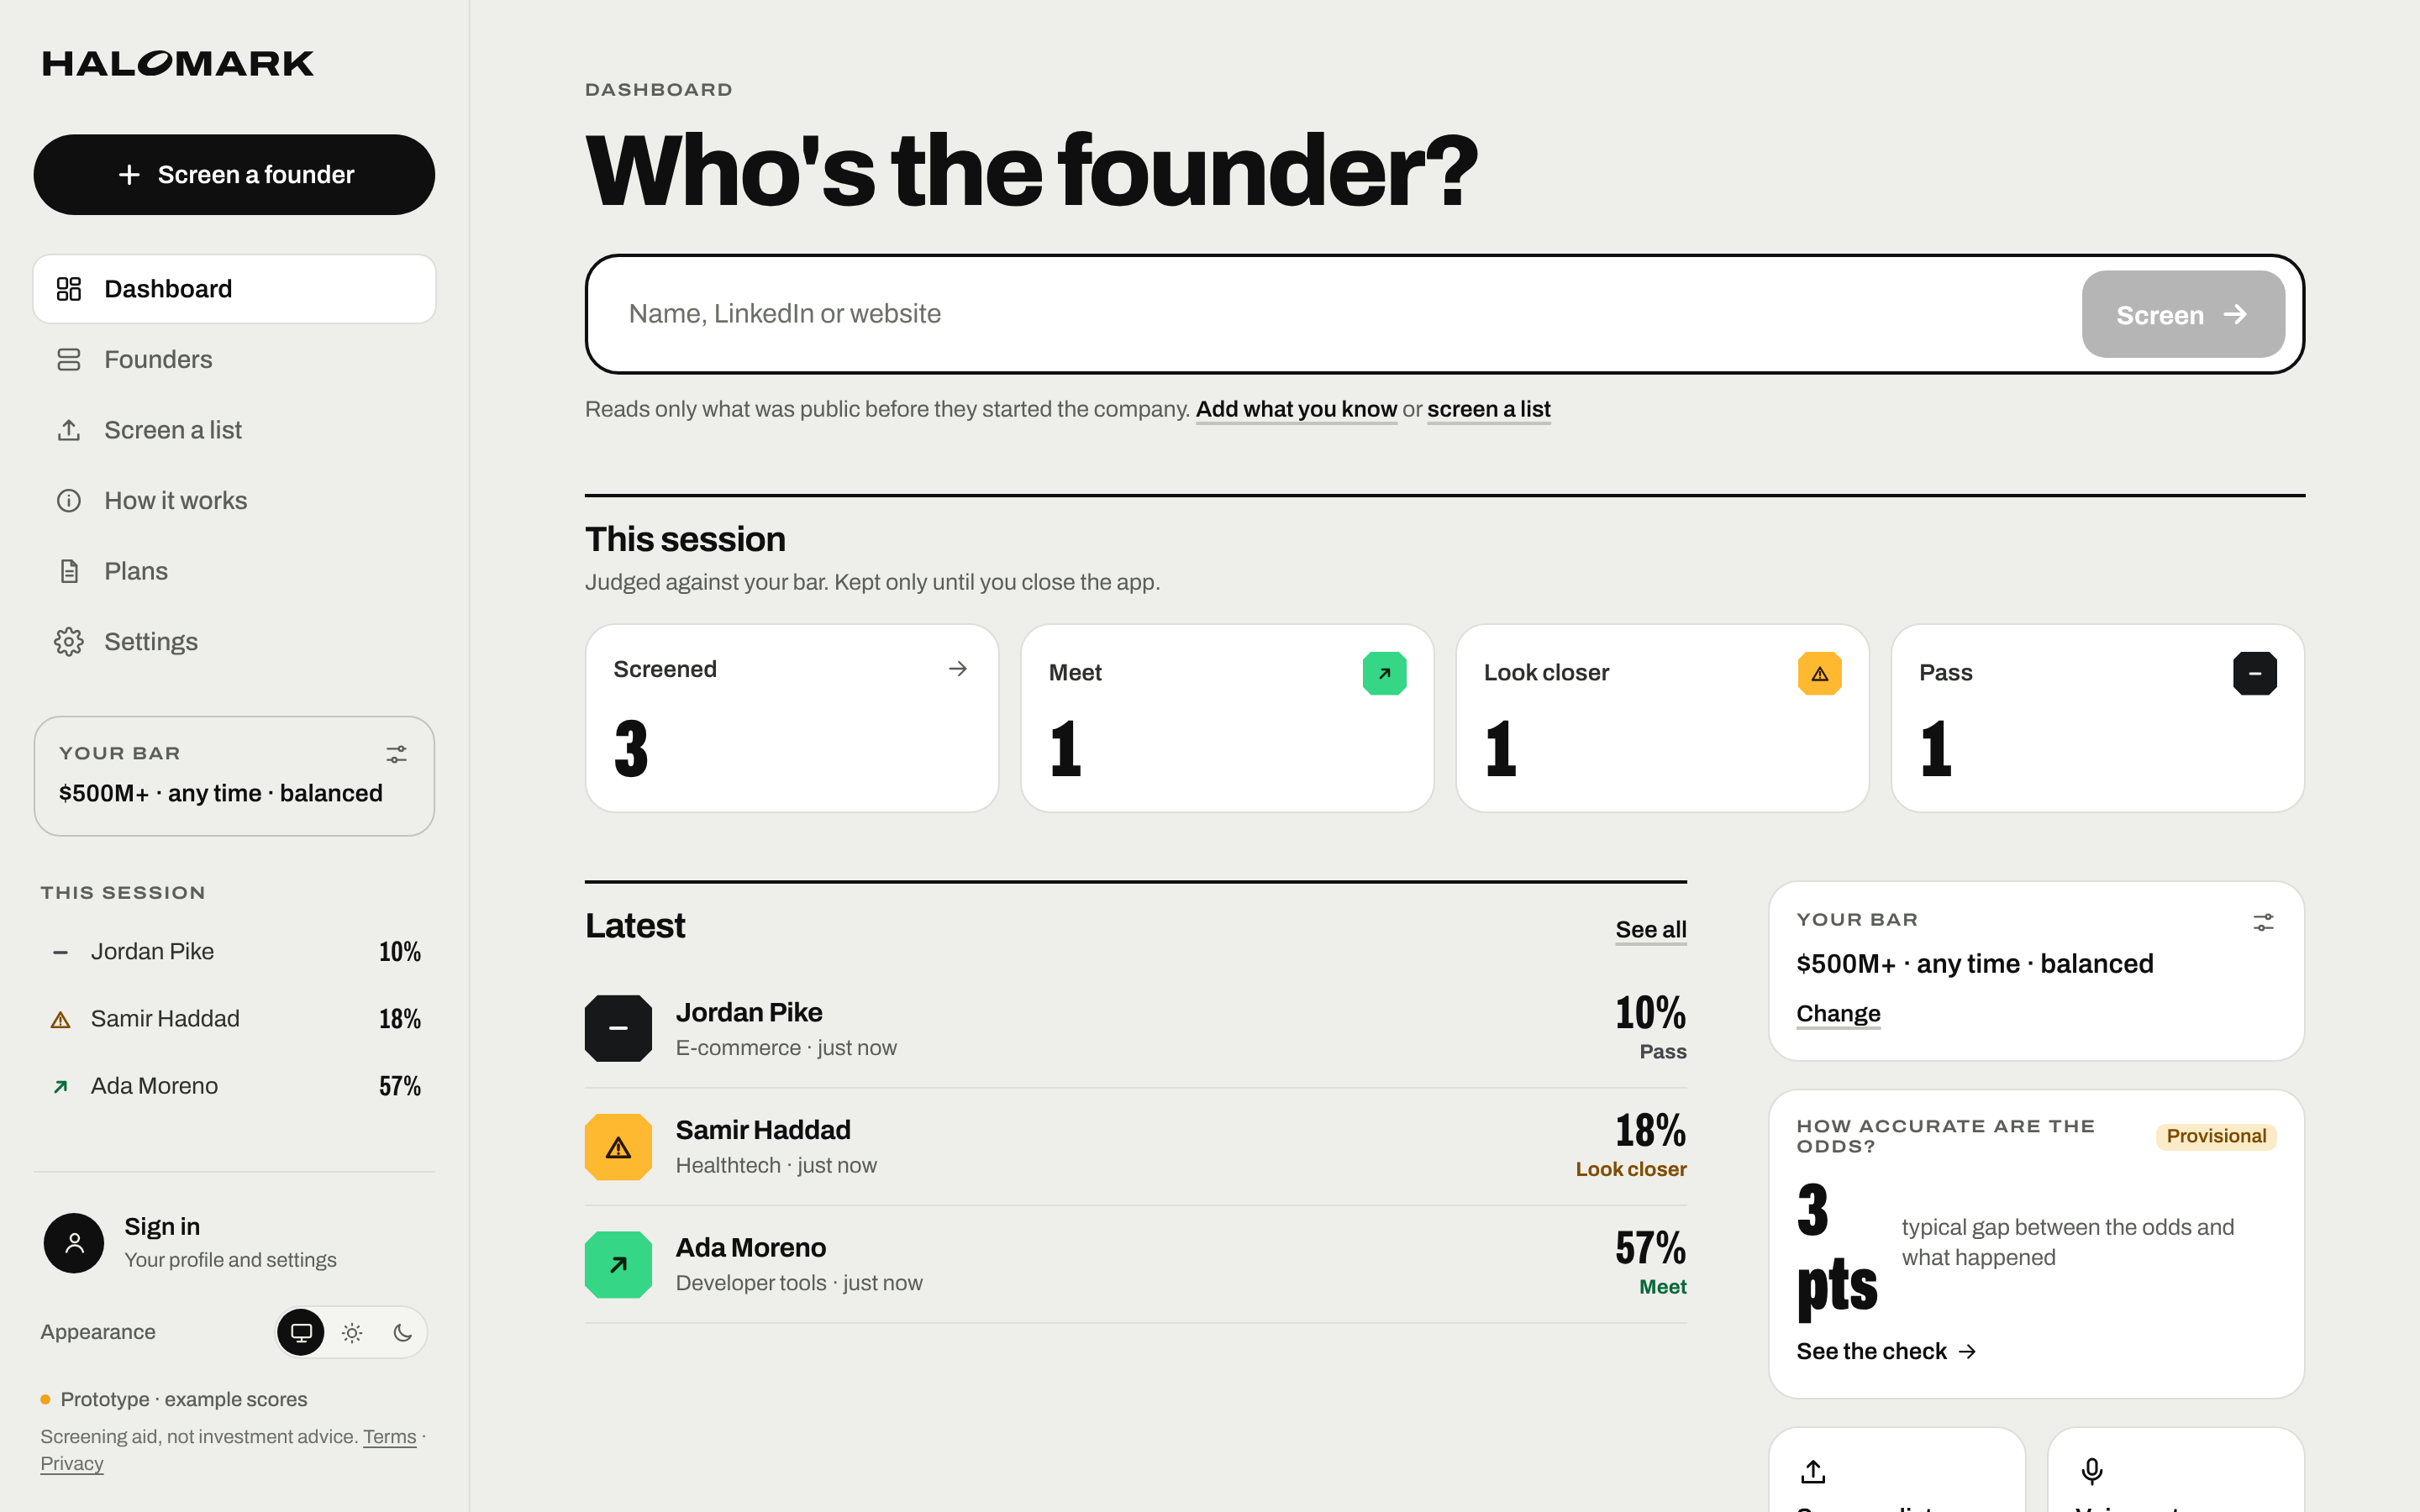 HALOMARK
Screen a founder
Dashboard
Founders
Screen a list
How it works
Plans
Settings
YOUR BAR
$500M+ · any time · balanced
THIS SESSION
Jordan Pike 10%
Samir Haddad 18%
Ada Moreno 57%
Sign in
Your profile and settings
Appearance
Prototype · example scores
Screening aid, not investment advice. Terms ·
Privacy
DASHBOARD
Who's the founder?
Name, LinkedIn or website
Screen
Reads only what was public before they started the company. Add what you know or screen a list
This session
Judged against your bar. Kept only until you close the app.
Screened
3
Meet
1
Look closer
1
Pass
1
Latest
See all
Jordan Pike
E-commerce · just now
10%
Pass
Samir Haddad
Healthtech · just now
18%
Look closer
Ada Moreno
Developer tools · just now
57%
Meet
YOUR BAR
$500M+ · any time · balanced
Change
HOW ACCURATE ARE THE
ODDS?
Provisional
3
pts
typical gap between the odds and
what happened
See the check